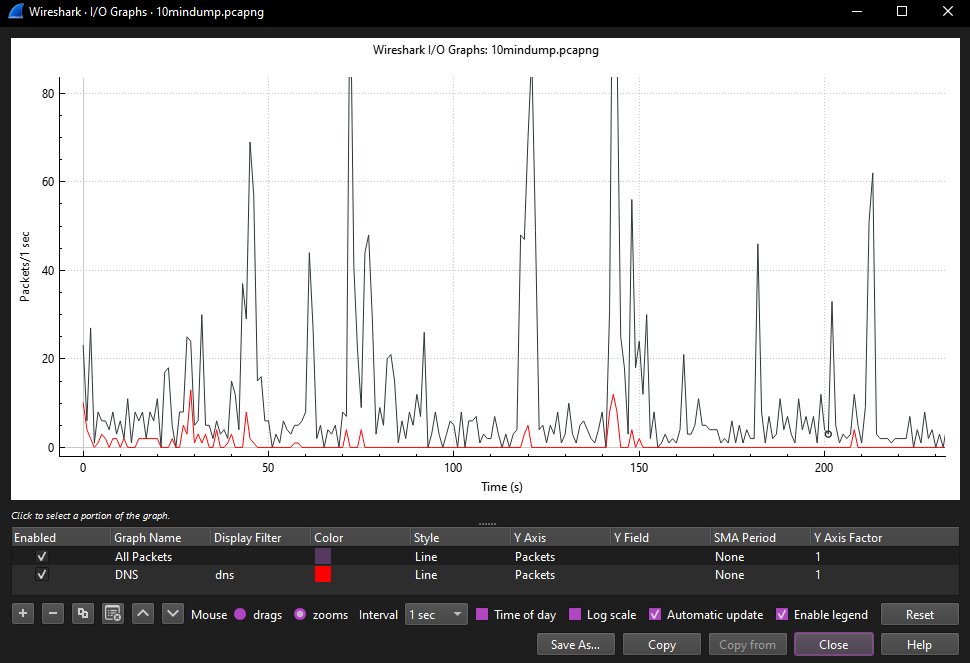 Wireshark · I/O Graphs · 10mindump.pcapng
Wireshark I/O Graphs: 10mindump.pcapng
80
60
40
20
0
Packets/1 sec
0 50 100 150 200
Time (s)
Click to select a portion of the graph.
Enabled Graph Name Display Filter Color Style Y Axis Y Field SMA Period Y Axis Factor
All Packets Line Packets None 1
DNS dns Line Packets None 1
Mouse drags zooms Interval 1 sec Time of day Log scale Automatic update Enable legend Reset
Save As... Copy Copy from Close Help